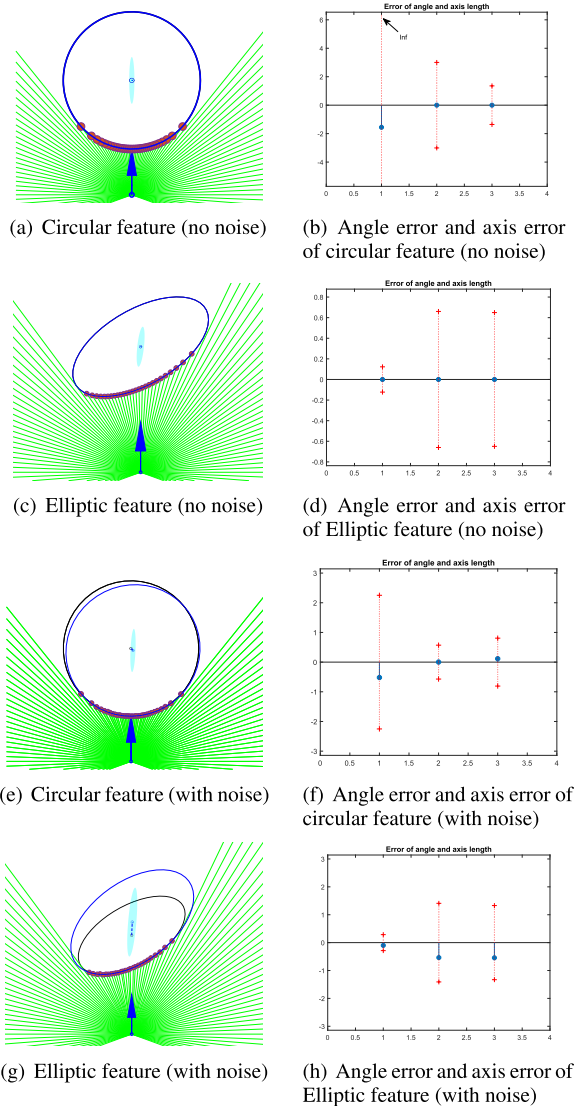 Error of angle and axis length
6
4
2
0
-2
-4
Inf
0 0.5 1 1.5 2 2.5 3 3.5 4
(a) Circular feature (no noise)
(b) Angle error and axis error
of circular feature (no noise)
Error of angle and axis length
0.8
0.6
0.4
0.2
0
-0.2
-0.4
-0.6
-0.8
0 0.5 1 1.5 2 2.5 3 3.5 4
(c) Elliptic feature (no noise)
(d) Angle error and axis error
of Elliptic feature (no noise)
Error of angle and axis length
3
2
1
0
-1
-2
-3
0 0.5 1 1.5 2 2.5 3 3.5 4
(e) Circular feature (with noise)
(f) Angle error and axis error of
circular feature (with noise)
Error of angle and axis length
3
2
1
0
-1
-2
-3
0 0.5 1 1.5 2 2.5 3 3.5 4
(g) Elliptic feature (with noise)
(h) Angle error and axis error of
Elliptic feature (with noise)